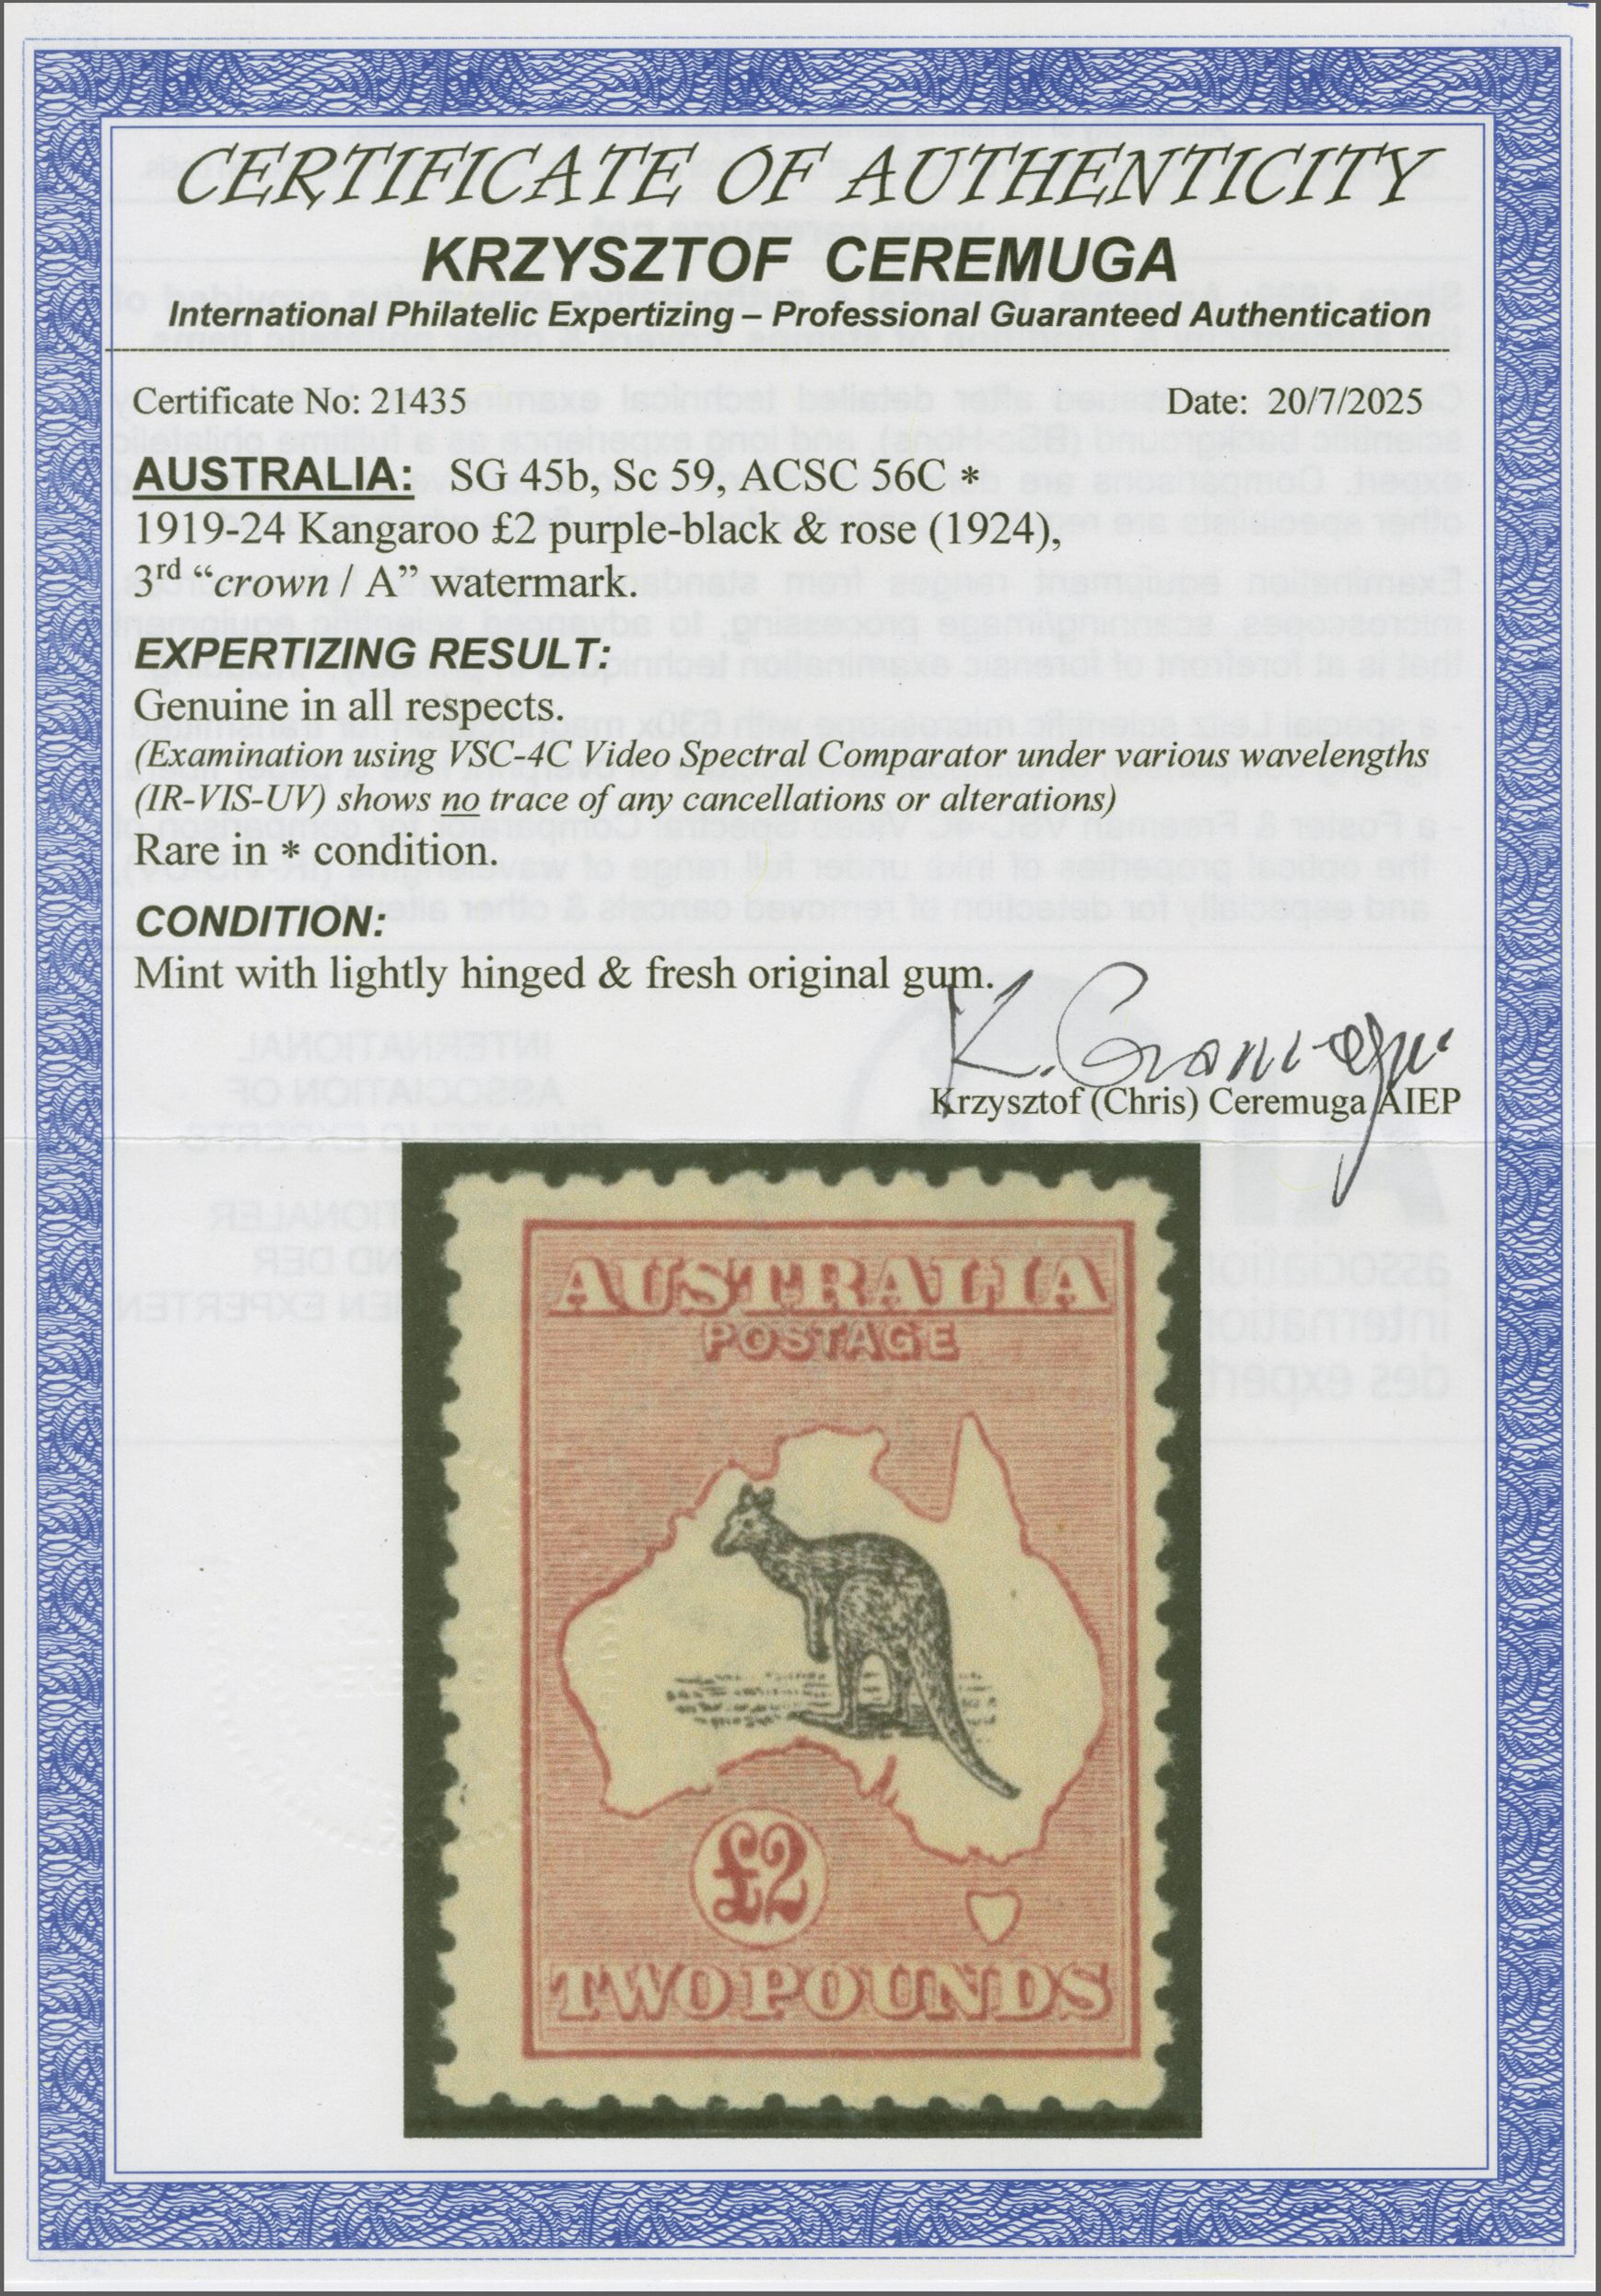 CERTIFICATE OF AUTHENTICITY
KRZYSZTOF CEREMUGA
International Philatelic Expertizing – Professional Guaranteed Authentication
Certificate No: 21435 Date: 20/7/2025
AUSTRALIA: SG 45b, Sc 59, ACSC 56C *
1919-24 Kangaroo £2 purple-black & rose (1924),
3rd “crown / A” watermark.
EXPERTIZING RESULT:
Genuine in all respects.
(Examination using VSC-4C Video Spectral Comparator under various wavelengths
(IR-VIS-UV) shows no trace of any cancellations or alterations)
Rare in * condition.
CONDITION:
Mint with lightly hinged & fresh original gum.
K. Ceremuga
Krzysztof (Chris) Ceremuga AIEP
AUSTRALIA
POSTAGE
£2
TWO POUNDS